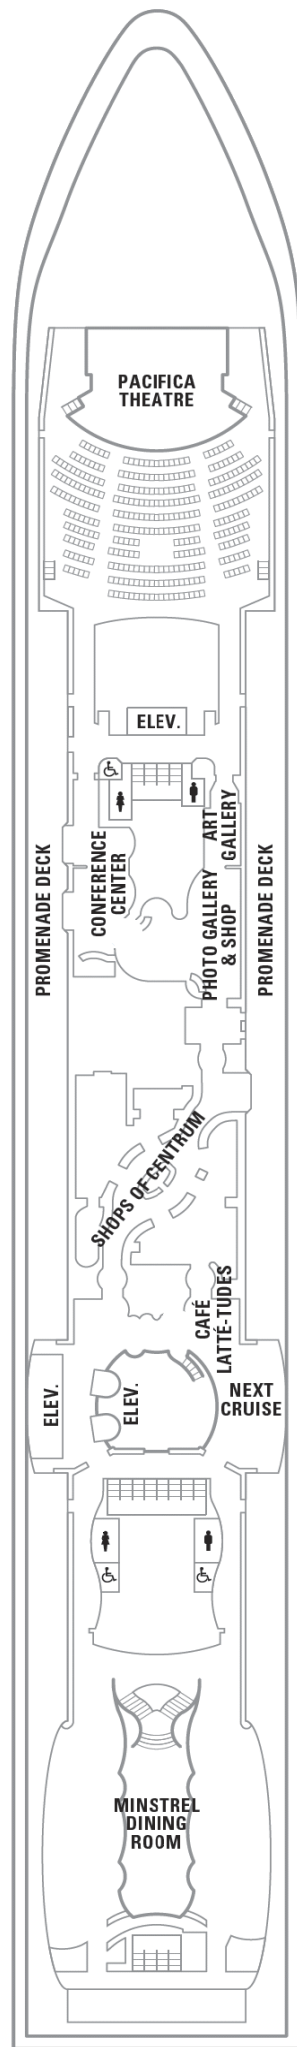 PACIFICA
THEATRE
ELEV.
ART
GALLERY
CONFERENCE
CENTER
PHOTO GALLERY
& SHOP
PROMENADE DECK
PROMENADE DECK
SHOPS OF CENTRUM
CAFÉ
LATTÉ-TUDES
ELEV.
ELEV.
NEXT
CRUISE
MINSTREL
DINING
ROOM